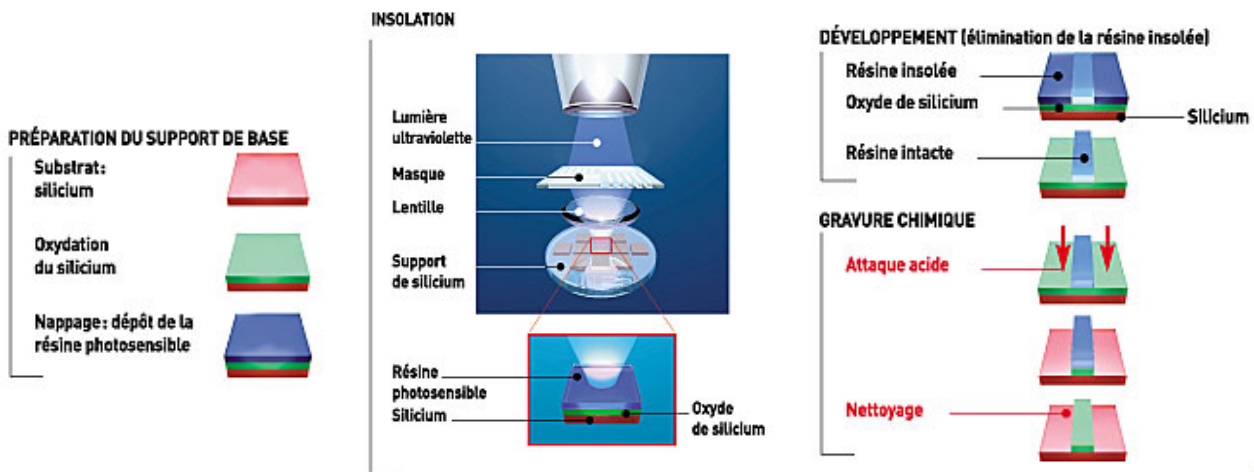 PRÉPARATION DU SUPPORT DE BASE
Substrat:
silicium
Oxydation
du silicium
Nappage: dépôt de la
résine photosensible
INSOLATION
Lumière
ultraviolette
Masque
Lentille
Support
de silicium
Résine
photosensible
Silicium
Oxyde
de silicium
DÉVELOPPEMENT (élimination de la résine insolée)
Résine insolée
Oxyde de silicium
Silicium
Résine intacte
GRAVURE CHIMIQUE
Attaque acide
Nettoyage